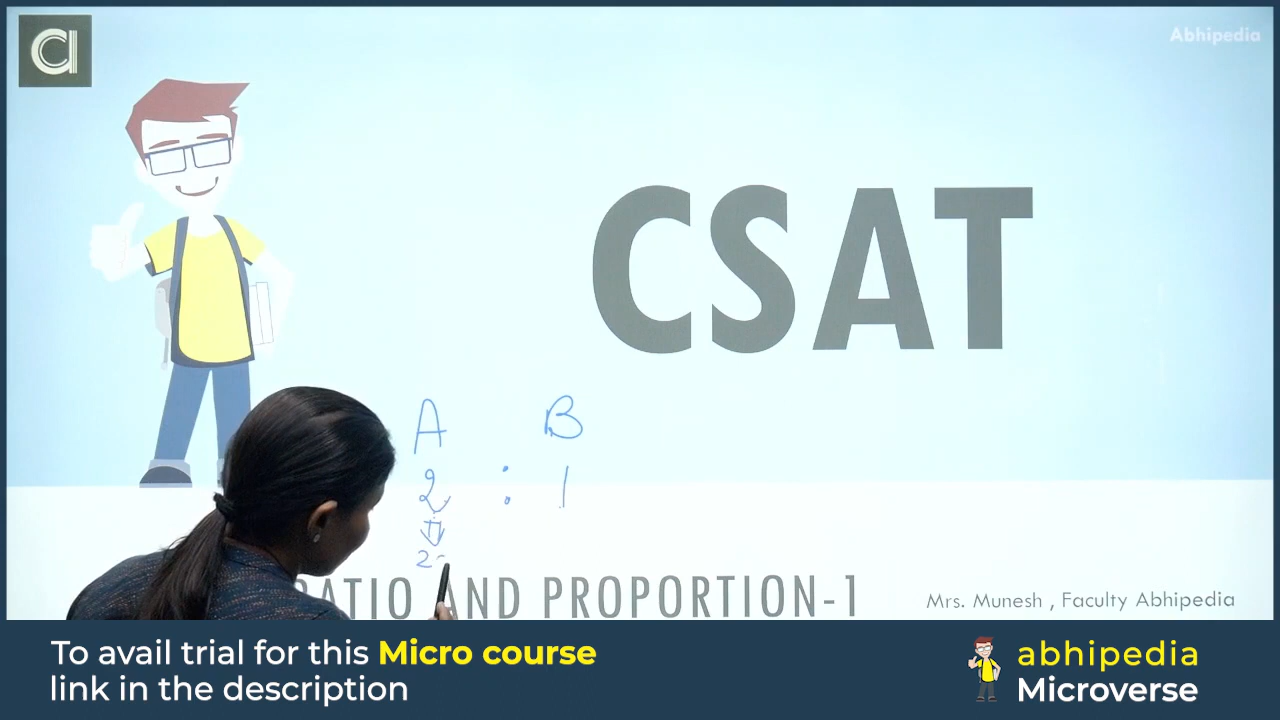 Abhipedia
CSAT
A B
2 : 1
RATIO AND PROPORTION-1
Mrs. Munesh , Faculty Abhipedia
To avail trial for this Micro course
link in the description
abhipedia
Microverse